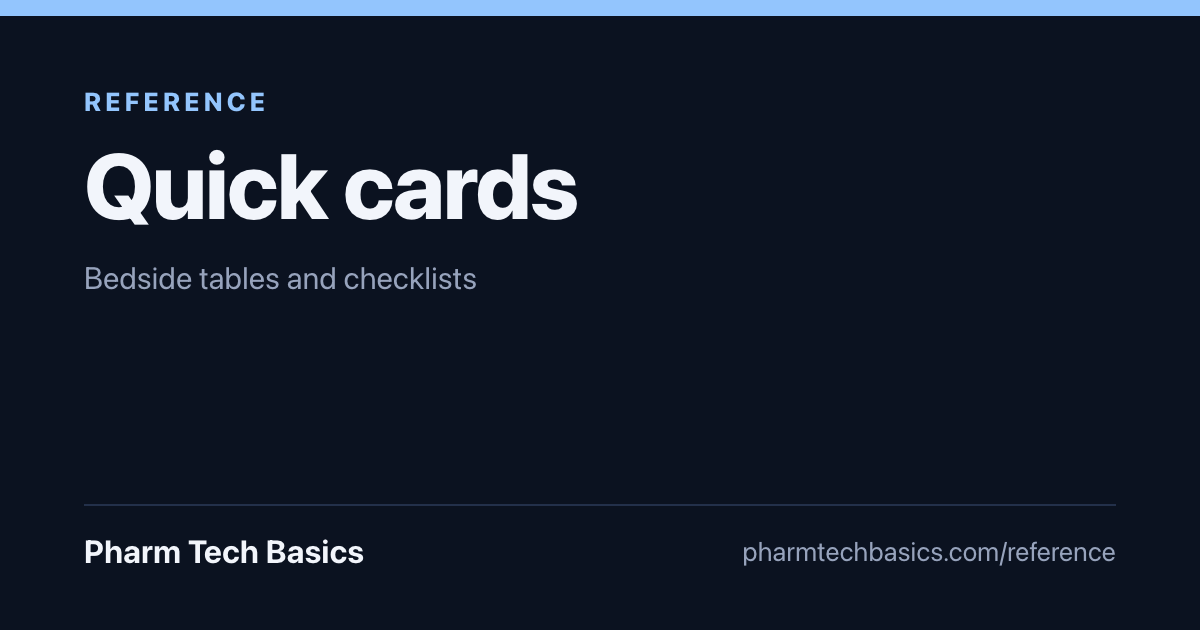 REFERENCE
Quick cards
Bedside tables and checklists
Pharm Tech Basics
pharmtechbasics.com/reference